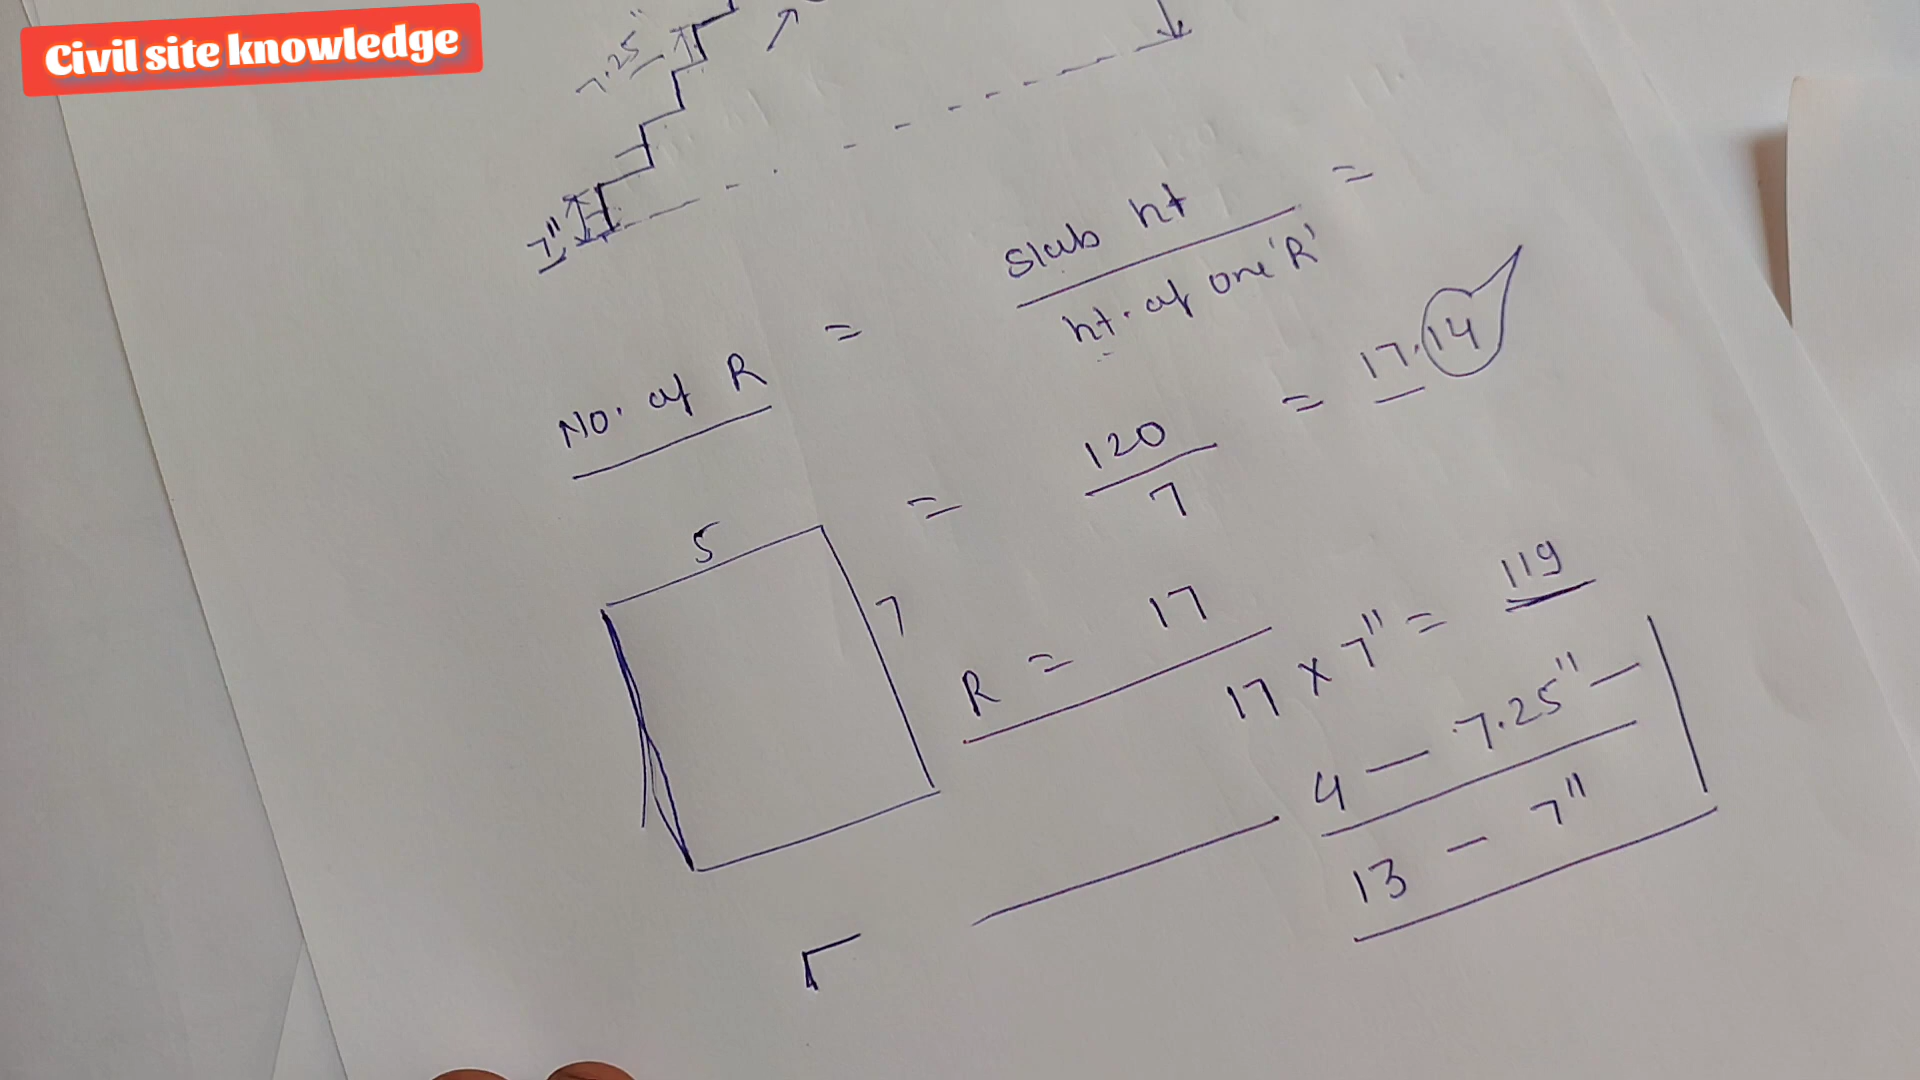 Civil site knowledge
7.25"
7"
No. of R = slab ht / ht. of one 'R' =
= 120 / 7 = 17.14
5
7
R = 17
17 x 7" = 119
4 — 7.25" —
13 — 7"